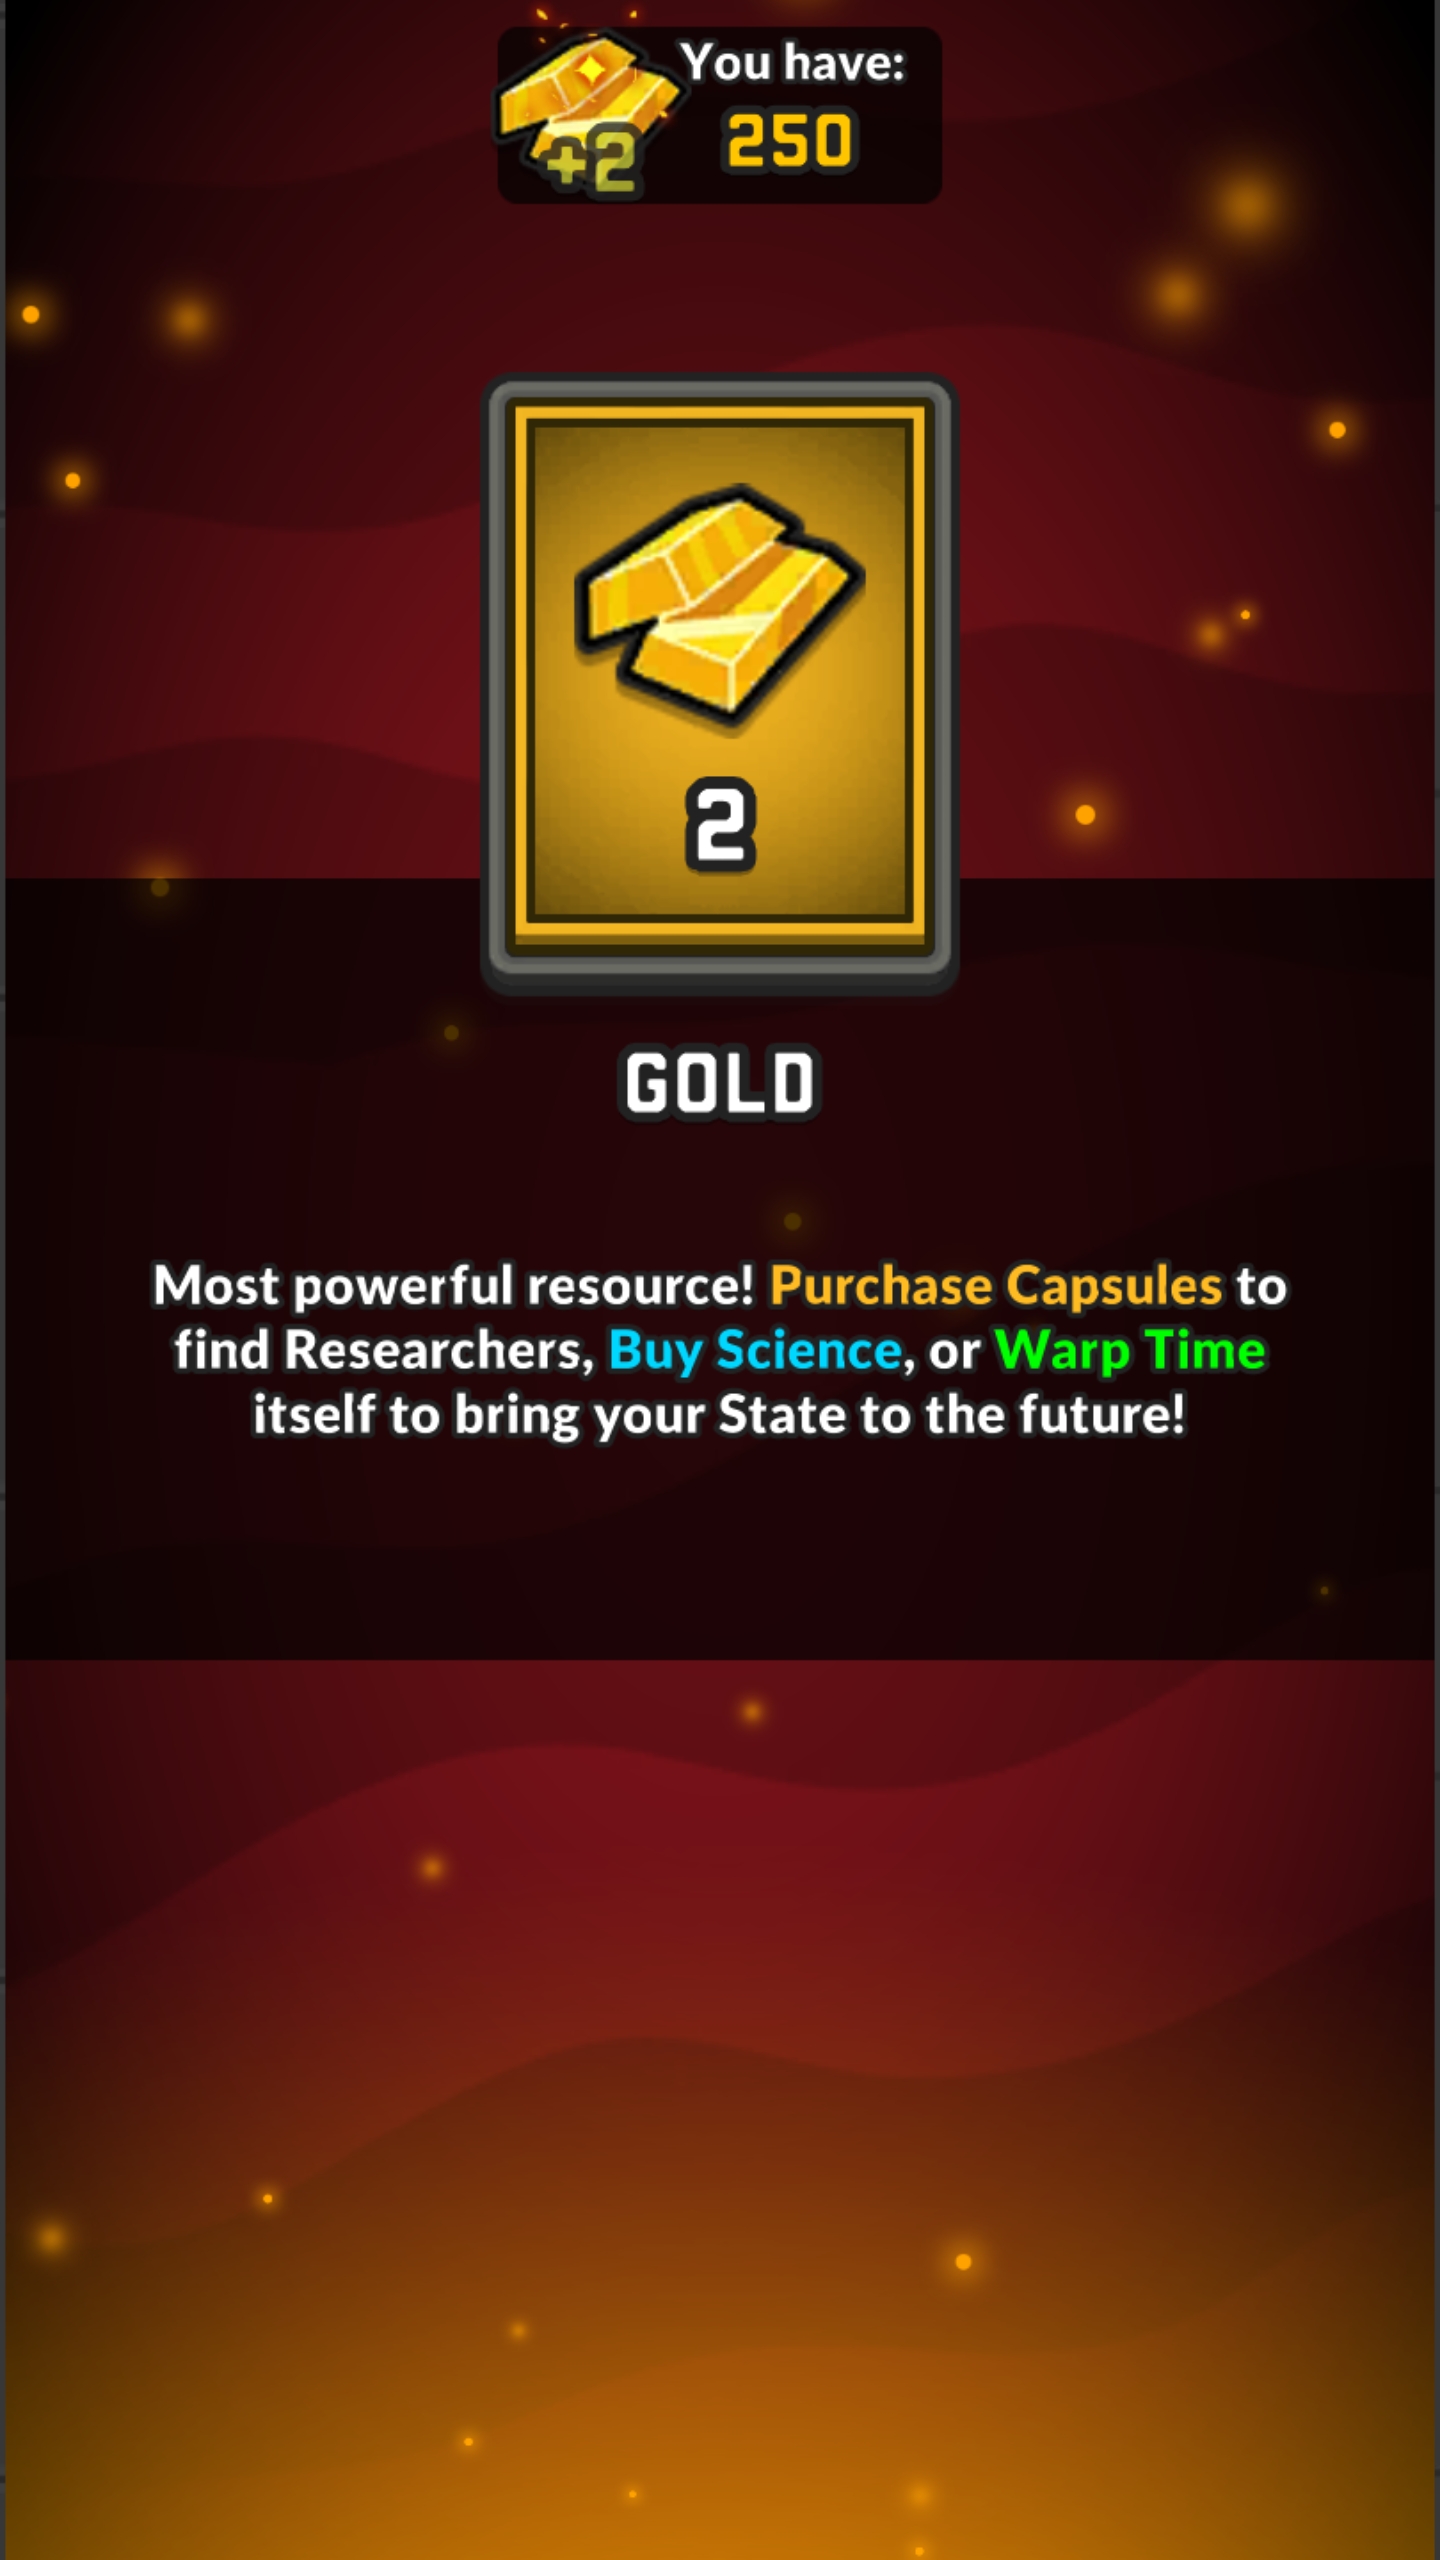 You have:
250
+2
2
GOLD
Most powerful resource! Purchase Capsules to
find Researchers, Buy Science, or Warp Time
itself to bring your State to the future!